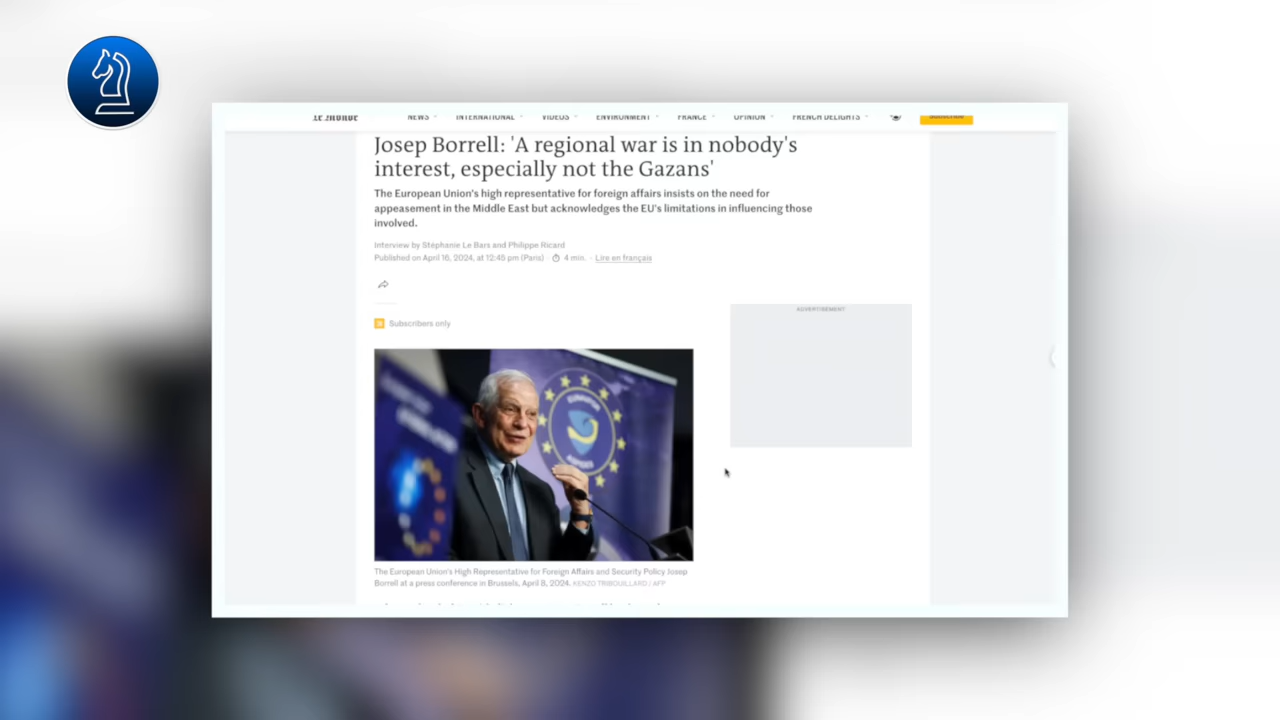 Le Monde
NEWS INTERNATIONAL VIDEOS ENVIRONMENT FRANCE OPINION FRENCH DELIGHTS
Josep Borrell: 'A regional war is in nobody's
interest, especially not the Gazans'
The European Union's high representative for foreign affairs insists on the need for
appeasement in the Middle East but acknowledges the EU's limitations in influencing those
involved.
Interview by Stéphanie Le Bars and Philippe Ricard
Published on April 16, 2024, at 12:45 pm (Paris) · 4 min. · Lire en français
Subscribers only
ADVERTISEMENT
EUNAVFOR
ASPIDES
The European Union's High Representative for Foreign Affairs and Security Policy Josep
Borrell at a press conference in Brussels, April 8, 2024. KENZO TRIBOUILLARD / AFP